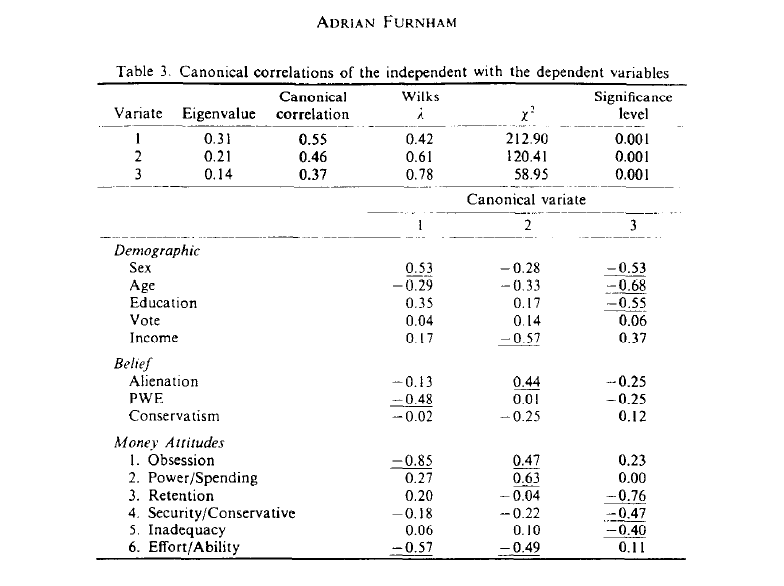 ADRIAN FURNHAM
Table 3. Canonical correlations of the independent with the dependent variables
Variate Eigenvalue Canonical correlation Wilks λ χ² Significance level
1 0.31 0.55 0.42 212.90 0.001
2 0.21 0.46 0.61 120.41 0.001
3 0.14 0.37 0.78 58.95 0.001
Canonical variate
1 2 3
Demographic
Sex 0.53 −0.28 −0.53
Age −0.29 −0.33 −0.68
Education 0.35 0.17 −0.55
Vote 0.04 0.14 0.06
Income 0.17 −0.57 0.37
Belief
Alienation −0.13 0.44 −0.25
PWE −0.48 0.01 −0.25
Conservatism −0.02 −0.25 0.12
Money Attitudes
1. Obsession −0.85 0.47 0.23
2. Power/Spending 0.27 0.63 0.00
3. Retention 0.20 −0.04 −0.76
4. Security/Conservative −0.18 −0.22 −0.47
5. Inadequacy 0.06 0.10 −0.40
6. Effort/Ability −0.57 −0.49 0.11